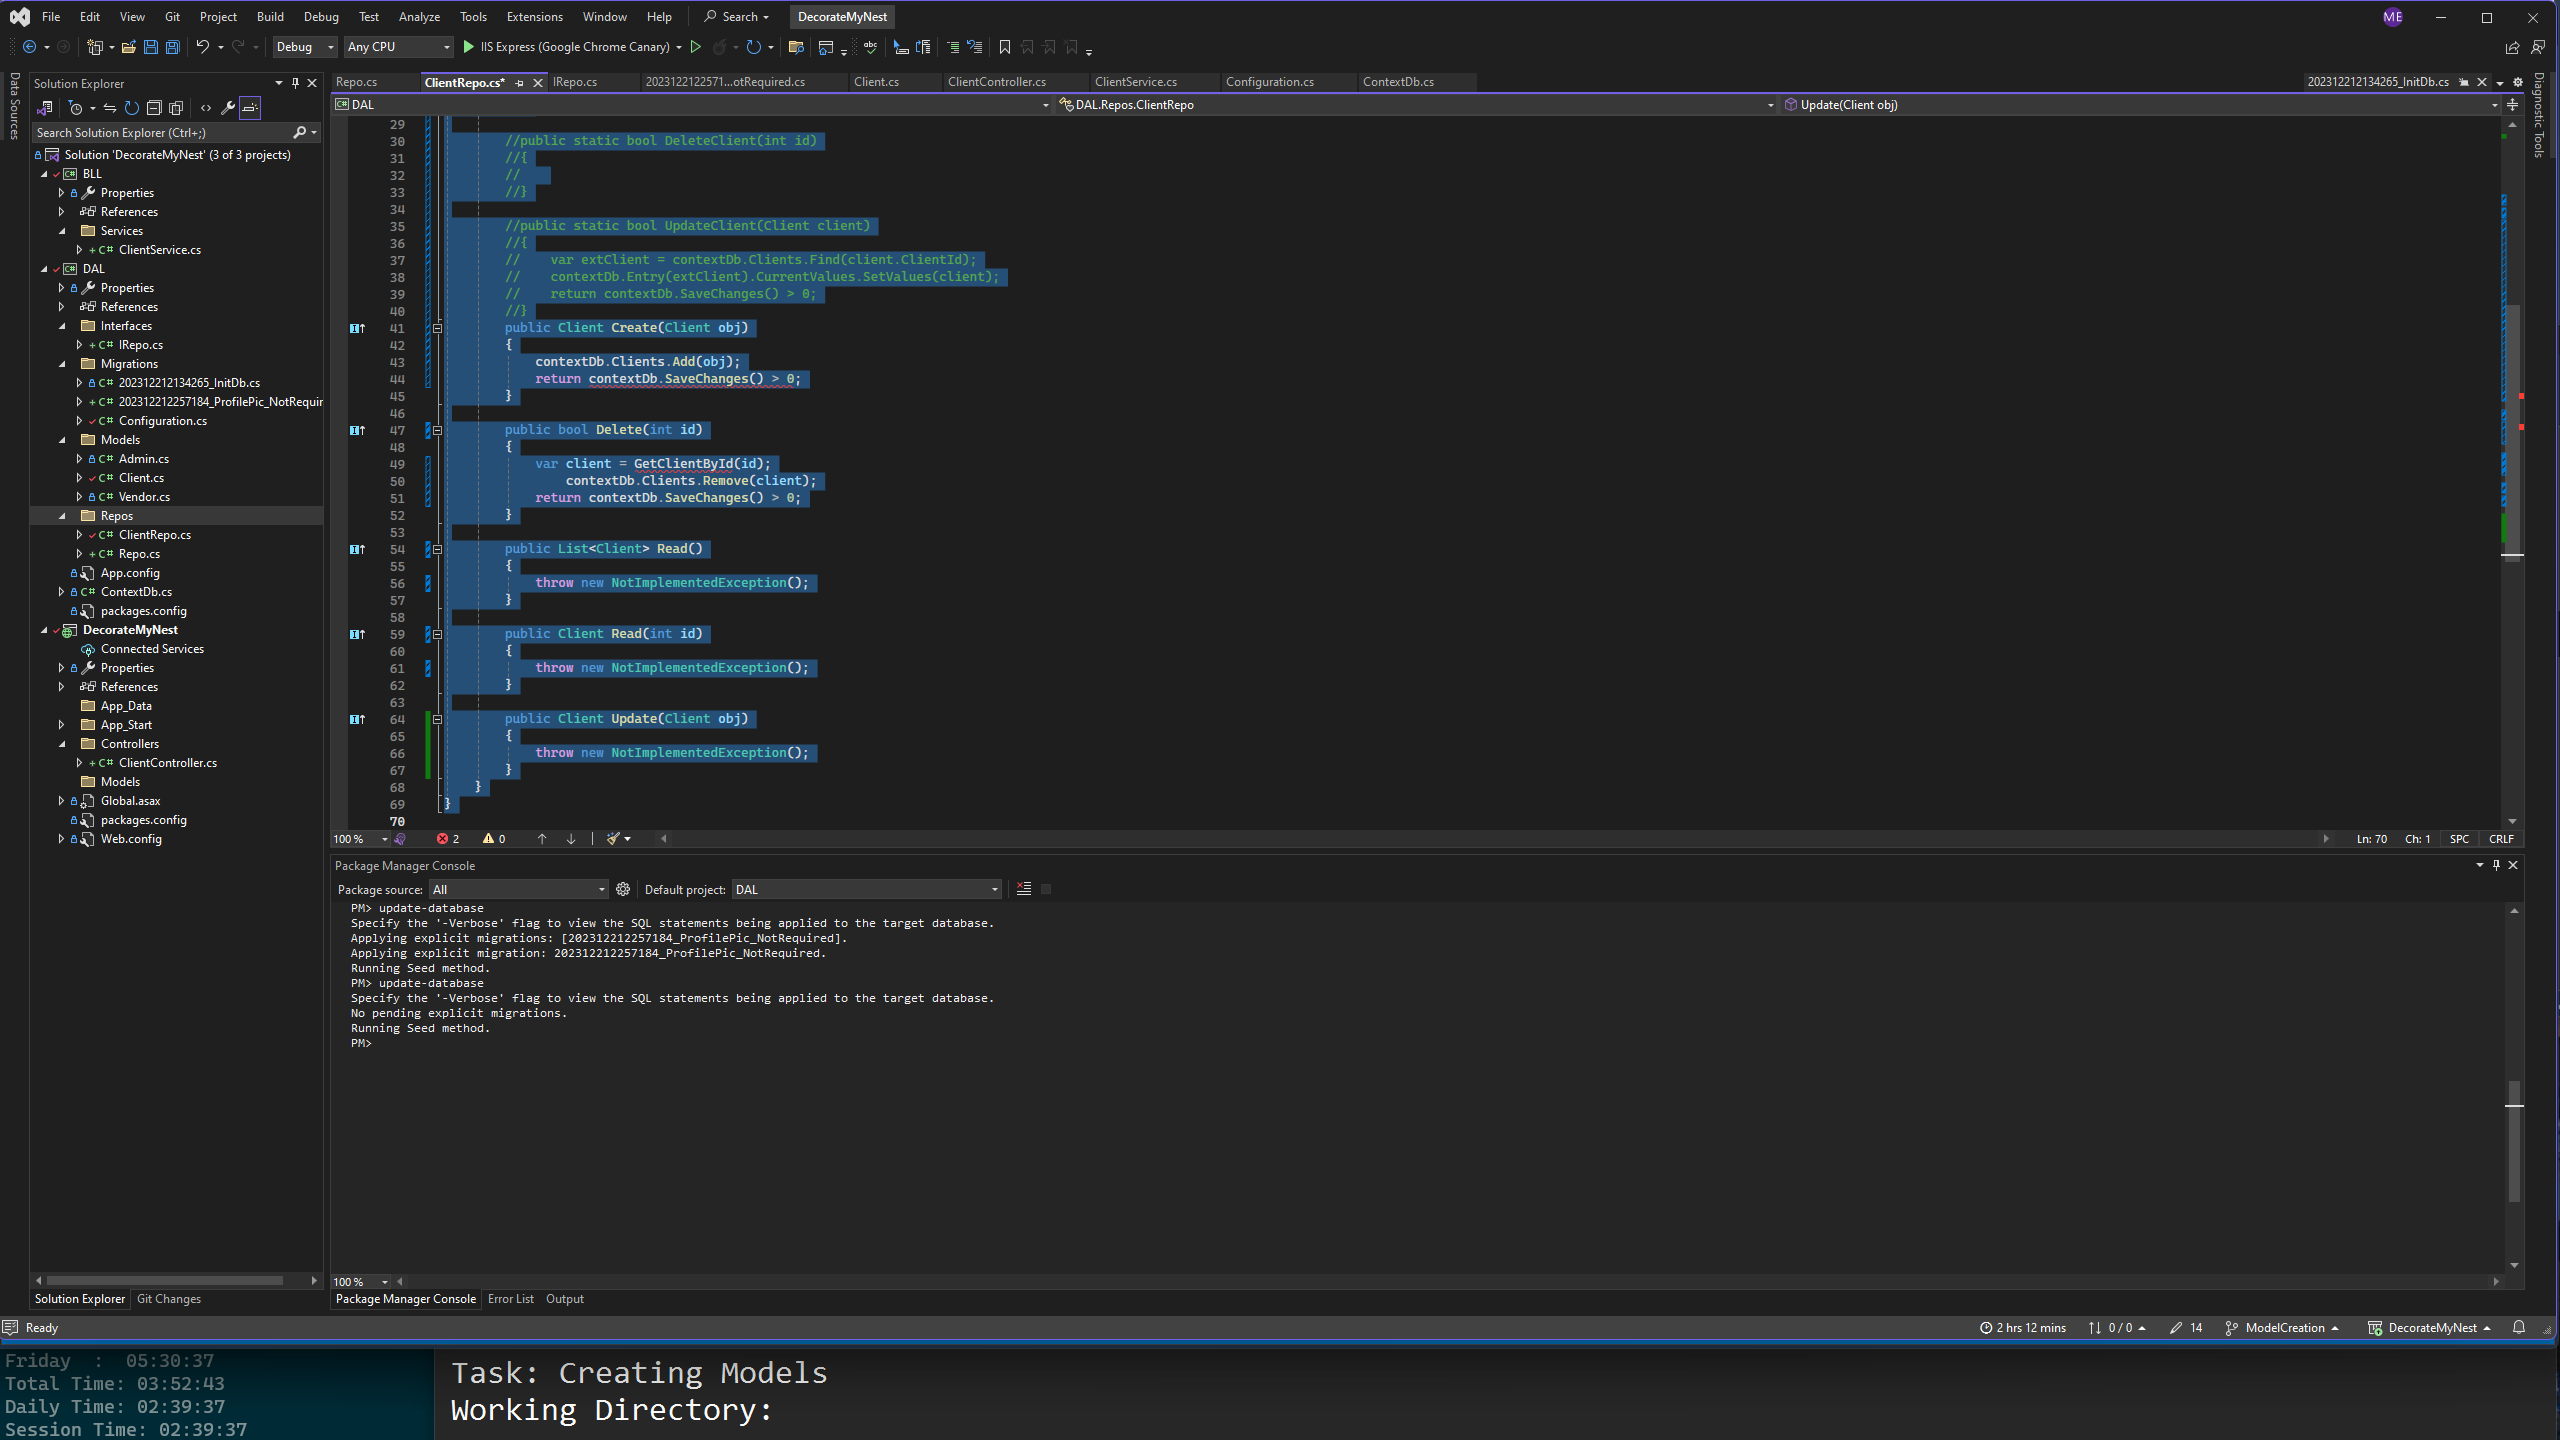 File Edit View Git Project Build Debug Test Analyze Tools Extensions Window Help Search DecorateMyNest ME
Debug Any CPU IIS Express (Google Chrome Canary)
Data Sources
Solution Explorer
Search Solution Explorer (Ctrl+;)
Solution 'DecorateMyNest' (3 of 3 projects)
BLL
Properties
References
Services
C# ClientService.cs
DAL
Properties
References
Interfaces
C# IRepo.cs
Migrations
C# 202312212134265_InitDb.cs
C# 202312212257184_ProfilePic_NotRequir
C# Configuration.cs
Models
C# Admin.cs
C# Client.cs
C# Vendor.cs
Repos
C# ClientRepo.cs
C# Repo.cs
App.config
C# ContextDb.cs
packages.config
DecorateMyNest
Connected Services
Properties
References
App_Data
App_Start
Controllers
C# ClientController.cs
Models
Global.asax
packages.config
Web.config
Solution Explorer Git Changes
Repo.cs ClientRepo.cs* IRepo.cs 2023122122571...otRequired.cs Client.cs ClientController.cs ClientService.cs Configuration.cs ContextDb.cs 202312212134265_InitDb.cs
DAL DAL.Repos.ClientRepo Update(Client obj)
Diagnostic Tools
29
30 //public static bool DeleteClient(int id)
31 //{
32 //
33 //}
34
35 //public static bool UpdateClient(Client client)
36 //{
37 // var extClient = contextDb.Clients.Find(client.ClientId);
38 // contextDb.Entry(extClient).CurrentValues.SetValues(client);
39 // return contextDb.SaveChanges() > 0;
40 //}
41 public Client Create(Client obj)
42 {
43 contextDb.Clients.Add(obj);
44 return contextDb.SaveChanges() > 0;
45 }
46
47 public bool Delete(int id)
48 {
49 var client = GetClientById(id);
50 contextDb.Clients.Remove(client);
51 return contextDb.SaveChanges() > 0;
52 }
53
54 public List<Client> Read()
55 {
56 throw new NotImplementedException();
57 }
58
59 public Client Read(int id)
60 {
61 throw new NotImplementedException();
62 }
63
64 public Client Update(Client obj)
65 {
66 throw new NotImplementedException();
67 }
68 }
69 }
70
100 % 2 0 Ln: 70 Ch: 1 SPC CRLF
Package Manager Console
Package source: All Default project: DAL
PM> update-database
Specify the '-Verbose' flag to view the SQL statements being applied to the target database.
Applying explicit migrations: [202312212257184_ProfilePic_NotRequired].
Applying explicit migration: 202312212257184_ProfilePic_NotRequired.
Running Seed method.
PM> update-database
Specify the '-Verbose' flag to view the SQL statements being applied to the target database.
No pending explicit migrations.
Running Seed method.
PM>
100 %
Package Manager Console Error List Output
Ready 2 hrs 12 mins 0 / 0 14 ModelCreation DecorateMyNest
Friday : 05:30:37
Total Time: 03:52:43
Daily Time: 02:39:37
Session Time: 02:39:37
Task: Creating Models
Working Directory: